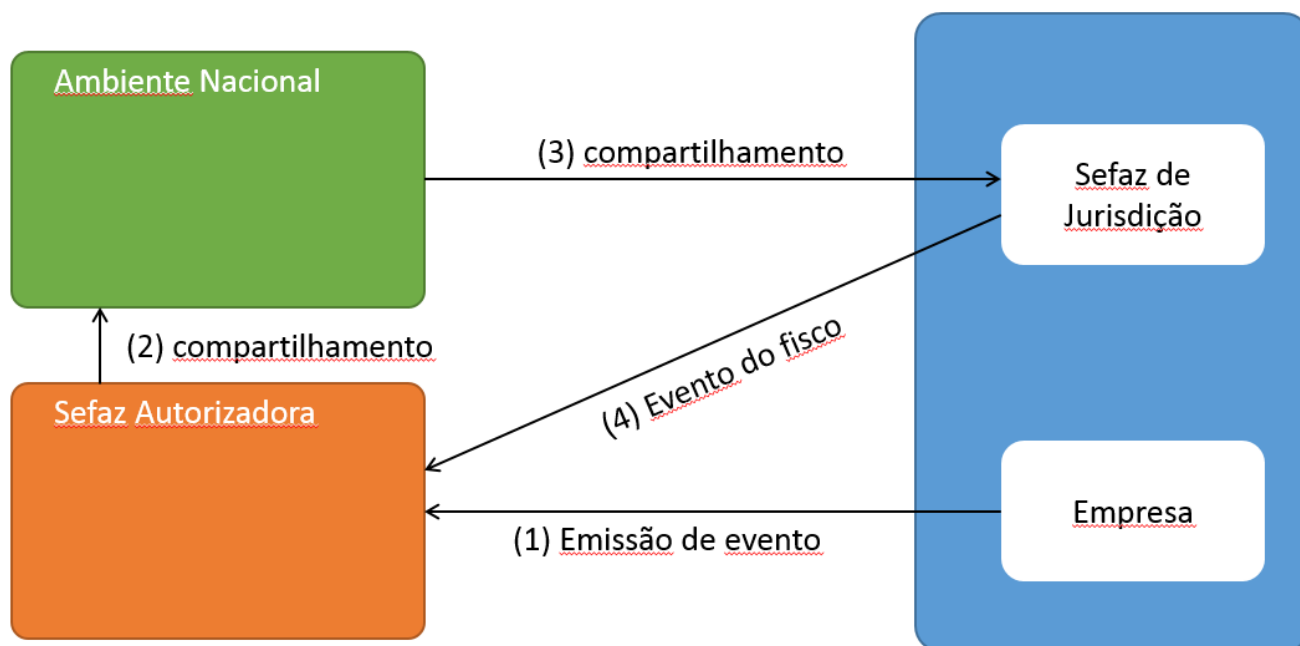 Ambiente Nacional
(3) compartilhamento
Sefaz de
Jurisdição
(2) compartilhamento
(4) Evento do fisco
Sefaz Autorizadora
Empresa
(1) Emissão de evento